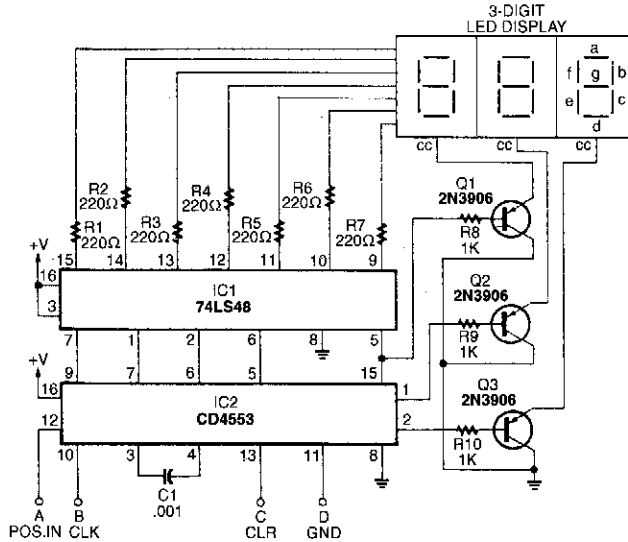 3-DIGIT
LED DISPLAY
a
f g b
e c
d
cc cc cc
R2
220Ω
R4
220Ω
R6
220Ω
R1
220Ω
R3
220Ω
R5
220Ω
R7
220Ω
Q1
2N3906
R8
1K
+V
15 14 13 12 11 10 9
16
IC1
74LS48
3
7 1 2 6 8 5
Q2
2N3906
R9
1K
+V
9 7 6 5 15
16
IC2
CD4553
1
12
2
10 3 4 13 11 8
Q3
2N3906
R10
1K
C1
.001
A
POS.IN
B
CLK
C
CLR
D
GND